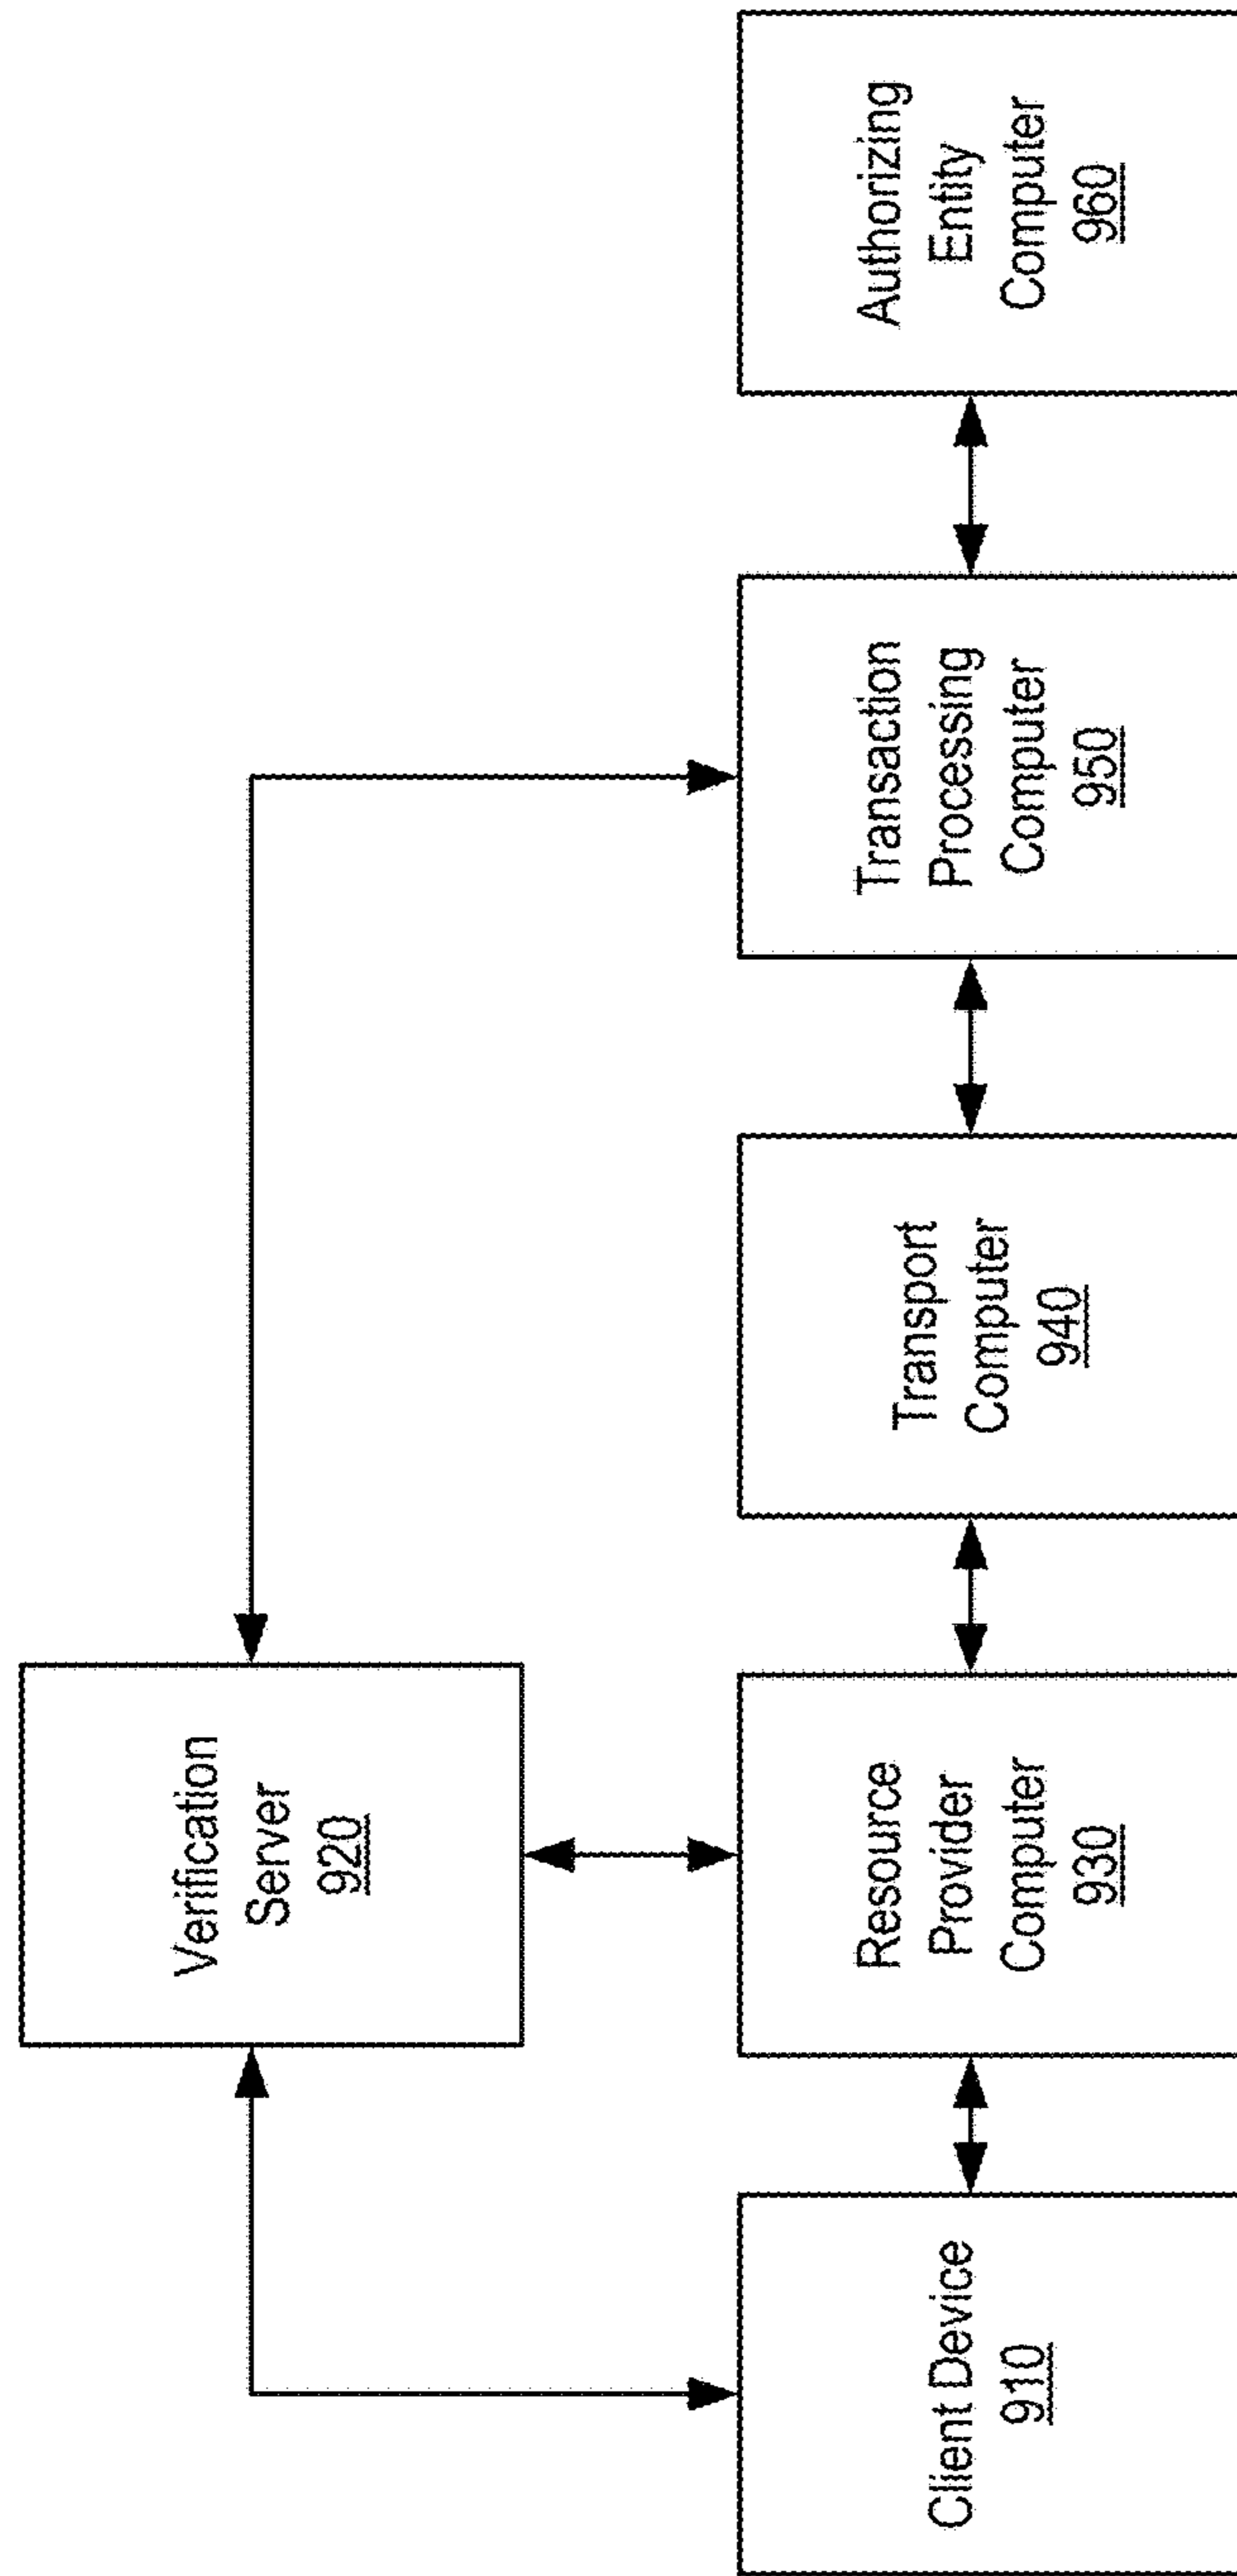 Verification
Server
920
Client Device
910
Resource
Provider
Computer
930
Transport
Computer
940
Transaction
Processing
Computer
950
Authorizing
Entity
Computer
960